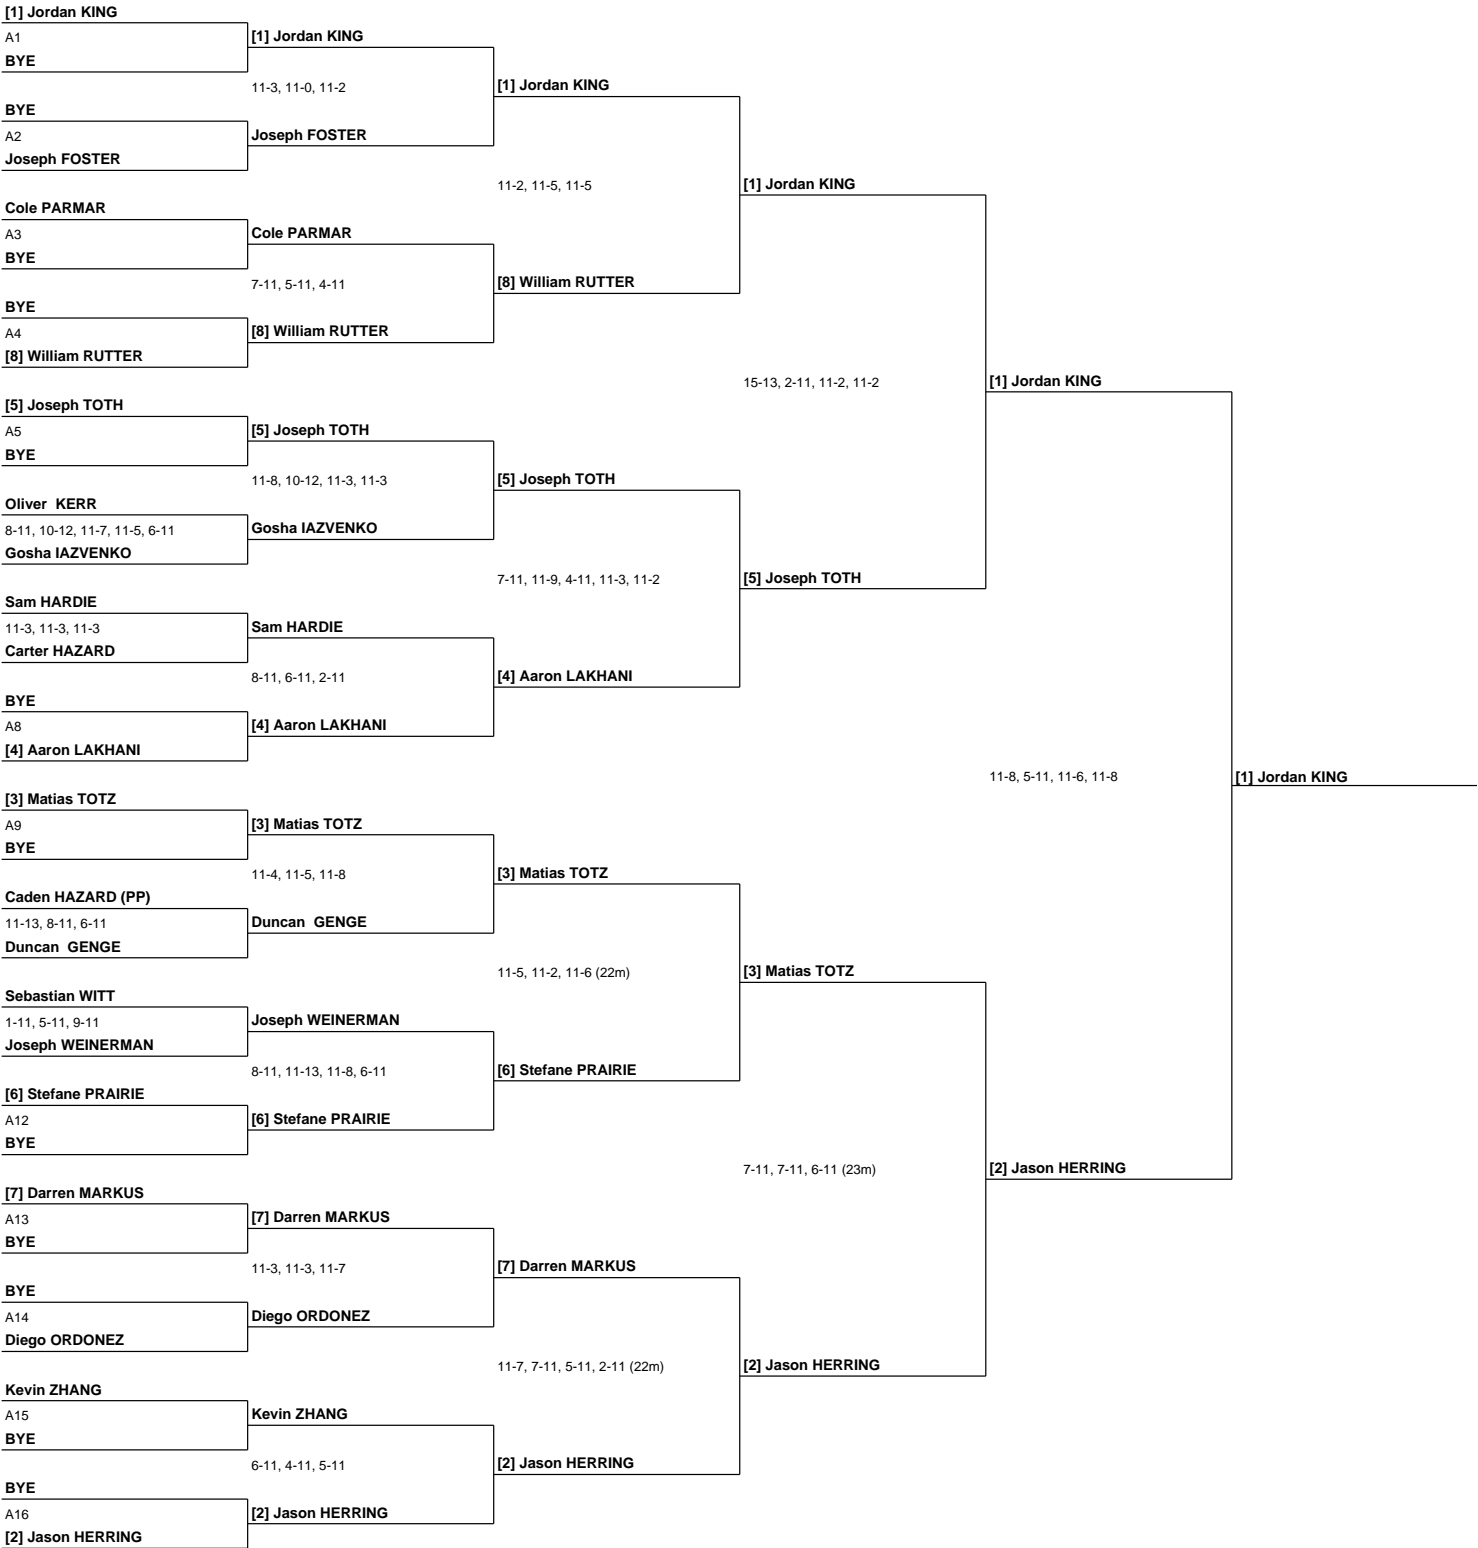 [1] Jordan KING
A1
BYE
[1] Jordan KING
11-3, 11-0, 11-2
[1] Jordan KING
BYE
A2
Joseph FOSTER
Joseph FOSTER
11-2, 11-5, 11-5
[1] Jordan KING
Cole PARMAR
A3
BYE
Cole PARMAR
7-11, 5-11, 4-11
[8] William RUTTER
BYE
A4
[8] William RUTTER
[8] William RUTTER
15-13, 2-11, 11-2, 11-2
[1] Jordan KING
[5] Joseph TOTH
A5
BYE
[5] Joseph TOTH
11-8, 10-12, 11-3, 11-3
[5] Joseph TOTH
Oliver  KERR
8-11, 10-12, 11-7, 11-5, 6-11
Gosha IAZVENKO
Gosha IAZVENKO
7-11, 11-9, 4-11, 11-3, 11-2
[5] Joseph TOTH
Sam HARDIE
11-3, 11-3, 11-3
Carter HAZARD
Sam HARDIE
8-11, 6-11, 2-11
[4] Aaron LAKHANI
BYE
A8
[4] Aaron LAKHANI
[4] Aaron LAKHANI
11-8, 5-11, 11-6, 11-8
[1] Jordan KING
[3] Matias TOTZ
A9
BYE
[3] Matias TOTZ
11-4, 11-5, 11-8
[3] Matias TOTZ
Caden HAZARD (PP)
11-13, 8-11, 6-11
Duncan  GENGE
Duncan  GENGE
11-5, 11-2, 11-6 (22m)
[3] Matias TOTZ
Sebastian WITT
1-11, 5-11, 9-11
Joseph WEINERMAN
Joseph WEINERMAN
8-11, 11-13, 11-8, 6-11
[6] Stefane PRAIRIE
[6] Stefane PRAIRIE
A12
BYE
[6] Stefane PRAIRIE
7-11, 7-11, 6-11 (23m)
[2] Jason HERRING
[7] Darren MARKUS
A13
BYE
[7] Darren MARKUS
11-3, 11-3, 11-7
[7] Darren MARKUS
BYE
A14
Diego ORDONEZ
Diego ORDONEZ
11-7, 7-11, 5-11, 2-11 (22m)
[2] Jason HERRING
Kevin ZHANG
A15
BYE
Kevin ZHANG
6-11, 4-11, 5-11
[2] Jason HERRING
BYE
A16
[2] Jason HERRING
[2] Jason HERRING